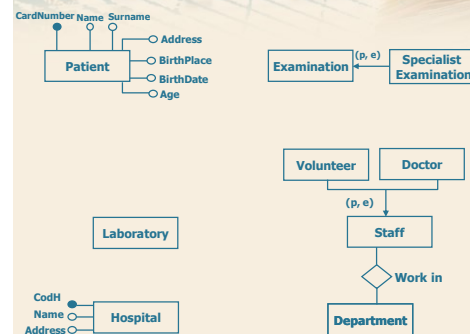 CardNumber Name Surname
Address
Patient
BirthPlace
BirthDate
Age
Examination
(p, e)
Specialist
Examination
Volunteer
Doctor
(p, e)
Staff
Laboratory
Work in
CodH
Name
Address
Hospital
Department